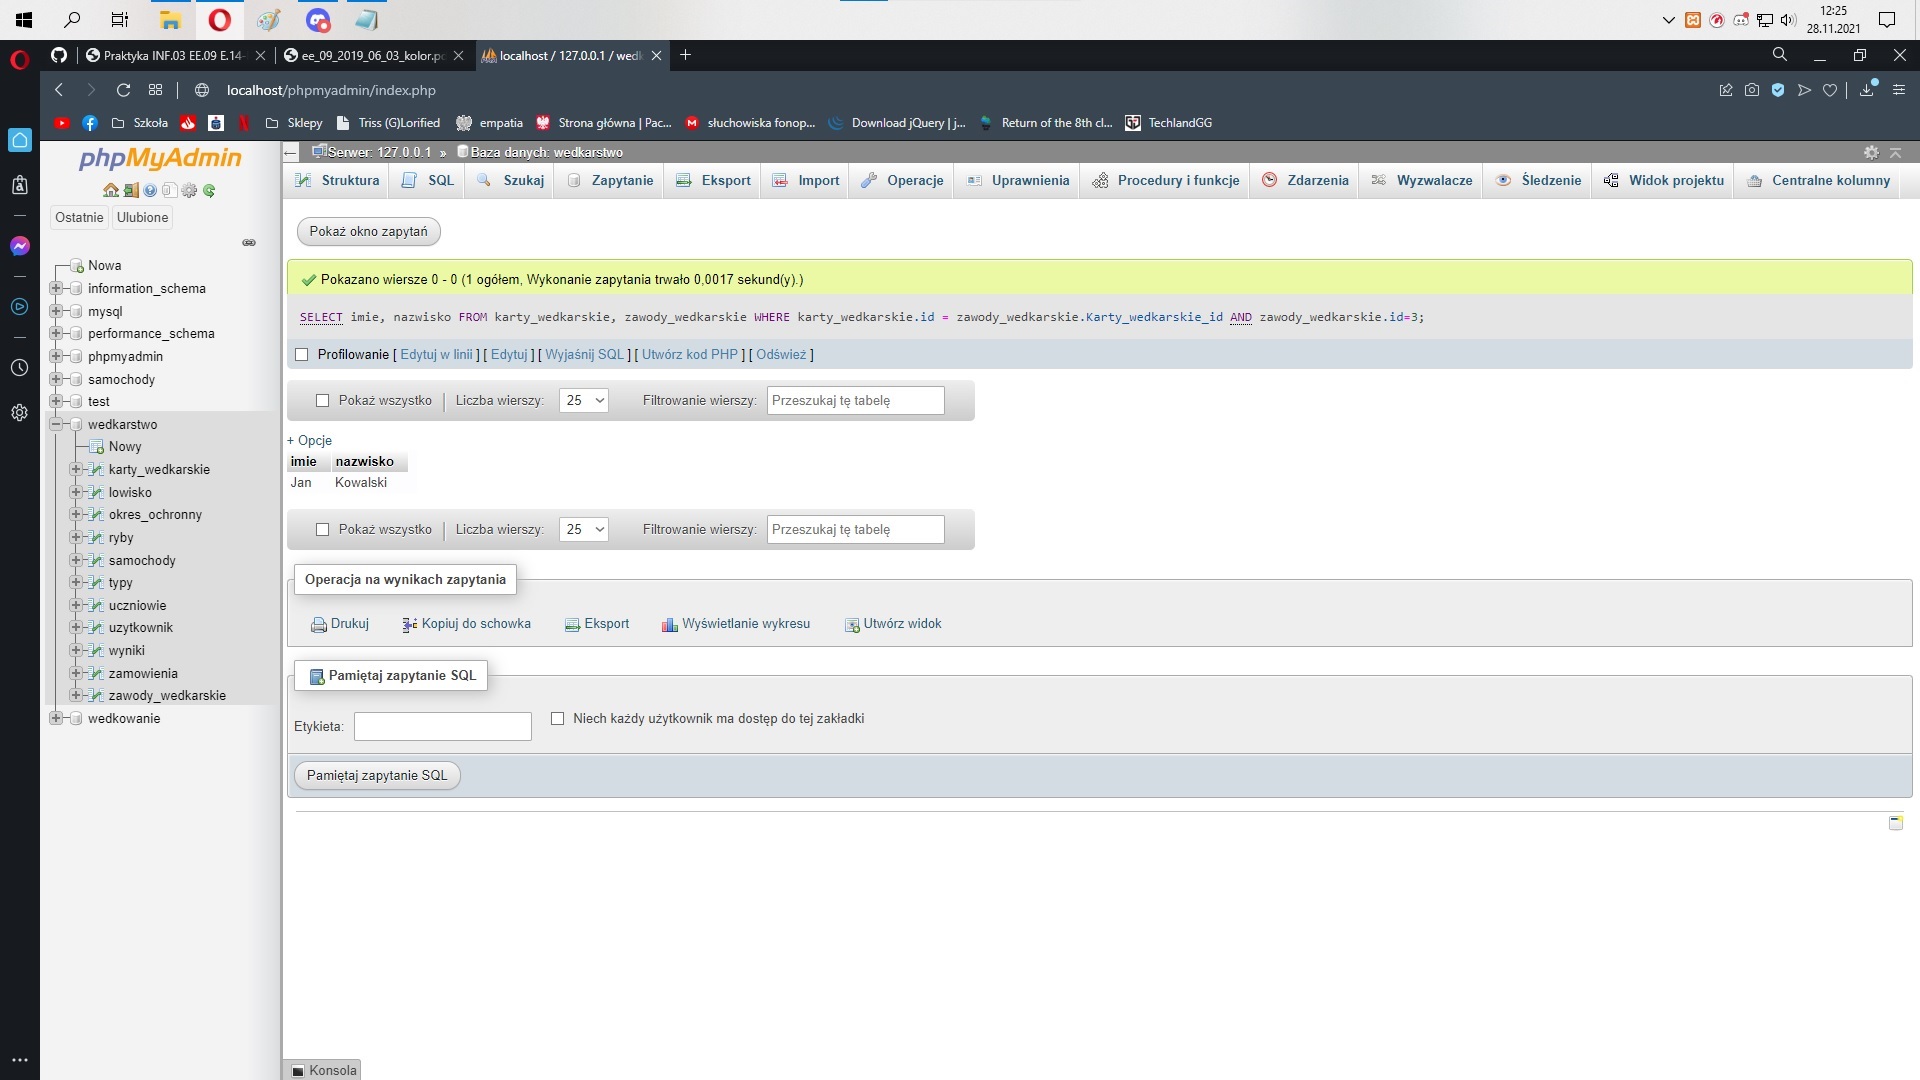 12:25
28.11.2021
Praktyka INF.03 EE.09 E.14-
ee_09_2019_06_03_kolor.pd
localhost / 127.0.0.1 / wedk
localhost/phpmyadmin/index.php
Szkoła
Sklepy
Triss (G)Lorified
empatia
Strona główna | Pac...
słuchowiska fonop...
Download jQuery | j...
Return of the 8th cl...
TechlandGG
phpMyAdmin
Ostatnie
Ulubione
Nowa
information_schema
mysql
performance_schema
phpmyadmin
samochody
test
wedkarstwo
Nowy
karty_wedkarskie
lowisko
okres_ochronny
ryby
samochody
typy
uczniowie
uzytkownik
wyniki
zamowienia
zawody_wedkarskie
wedkowanie
Serwer: 127.0.0.1 » Baza danych: wedkarstwo
Struktura
SQL
Szukaj
Zapytanie
Eksport
Import
Operacje
Uprawnienia
Procedury i funkcje
Zdarzenia
Wyzwalacze
Śledzenie
Widok projektu
Centralne kolumny
Pokaż okno zapytań
Pokazano wiersze 0 - 0 (1 ogółem, Wykonanie zapytania trwało 0,0017 sekund(y).)
SELECT imie, nazwisko FROM karty_wedkarskie, zawody_wedkarskie WHERE karty_wedkarskie.id = zawody_wedkarskie.Karty_wedkarskie_id AND zawody_wedkarskie.id=3;
Profilowanie [ Edytuj w linii ] [ Edytuj ] [ Wyjaśnij SQL ] [ Utwórz kod PHP ] [ Odśwież ]
Pokaż wszystko | Liczba wierszy: 25 Filtrowanie wierszy: Przeszukaj tę tabelę
+ Opcje
imie nazwisko
Jan Kowalski
Pokaż wszystko | Liczba wierszy: 25 Filtrowanie wierszy: Przeszukaj tę tabelę
Operacja na wynikach zapytania
Drukuj
Kopiuj do schowka
Eksport
Wyświetlanie wykresu
Utwórz widok
Pamiętaj zapytanie SQL
Etykieta:
Niech każdy użytkownik ma dostęp do tej zakładki
Pamiętaj zapytanie SQL
Konsola